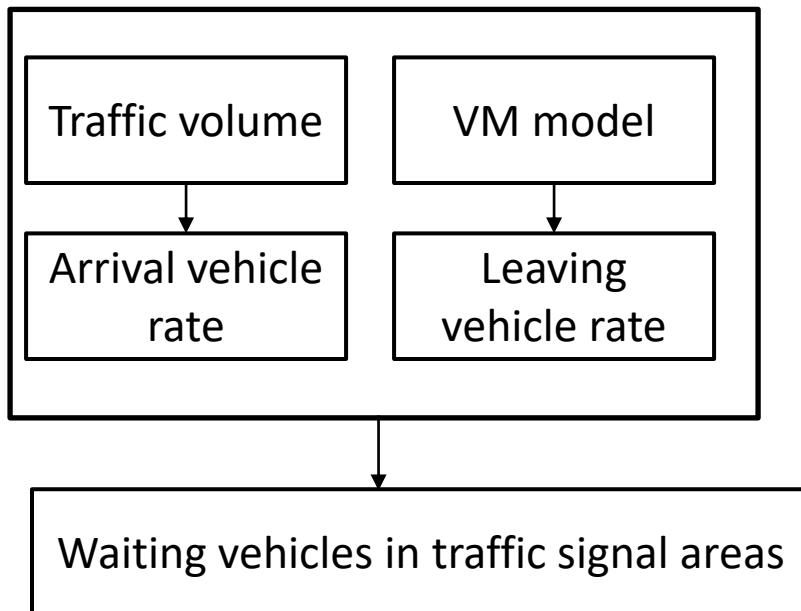 Traffic volume
VM model
Arrival vehicle
rate
Leaving
vehicle rate
Waiting vehicles in traffic signal areas